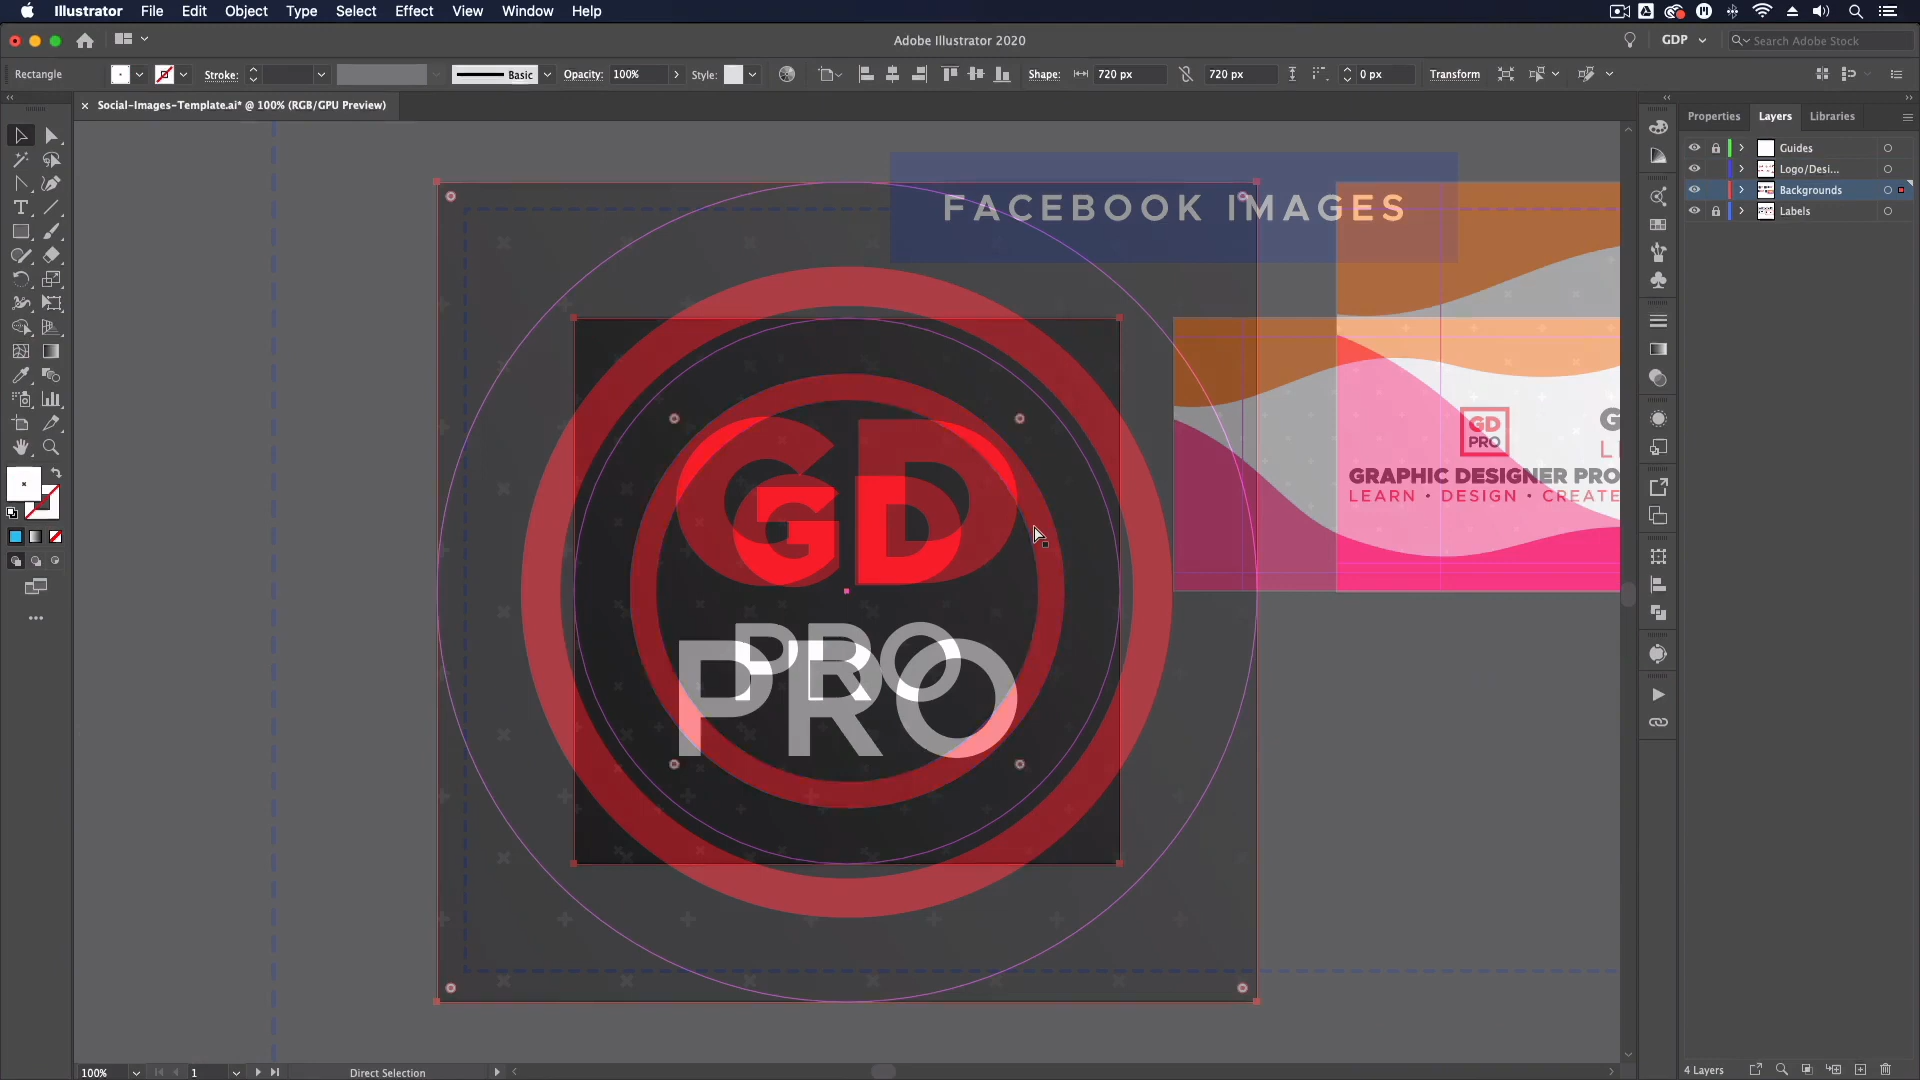 Illustrator File Edit Object Type Select Effect View Window Help
Adobe Illustrator 2020
GDP
Search Adobe Stock
Rectangle
Stroke:
Basic
Opacity: 100%
Style:
Shape: 720 px 720 px 0 px
Transform
× Social-Images-Template.ai* @ 100% (RGB/GPU Preview)
Properties Layers Libraries
Guides
Logo/Desi...
Backgrounds
Labels
FACEBOOK IMAGES
GD
GD
PRO
PRO
GD
PRO
G
GRAPHIC DESIGNER PRO
LEARN • DESIGN • CREATE
100%
1
Direct Selection
4 Layers